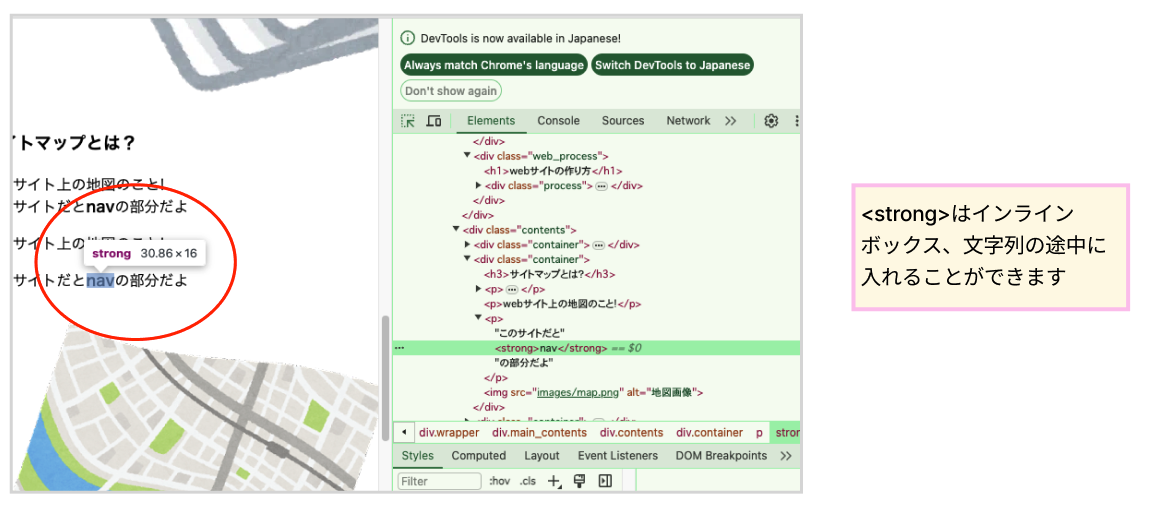 イトマップとは？
サイト上の地図のこと!
サイトだとnavの部分だよ
サイト上の
strong 30.86×16
サイトだとnavの部分だよ
DevTools is now available in Japanese!
Always match Chrome's language
Switch DevTools to Japanese
Don't show again
Elements
Console
Sources
Network
</div>
<div class="web_process">
<h1>webサイトの作り方</h1>
<div class="process"> ⋯ </div>
</div>
</div>
<div class="contents">
<div class="container"> ⋯ </div>
<div class="container">
<h3>サイトマップとは?</h3>
<p> ⋯ </p>
<p>webサイト上の地図のこと!</p>
<p>
"このサイトだと"
<strong>nav</strong> == $0
"の部分だよ"
</p>
<img src="images/map.png" alt="地図画像">
</div>
<div class="container"> ⋯ </div>
div.wrapper div.main_contents div.contents div.container p stror
Styles Computed Layout Event Listeners DOM Breakpoints
Filter :hov .cls
<strong>はインライン
ボックス、文字列の途中に
入れることができます